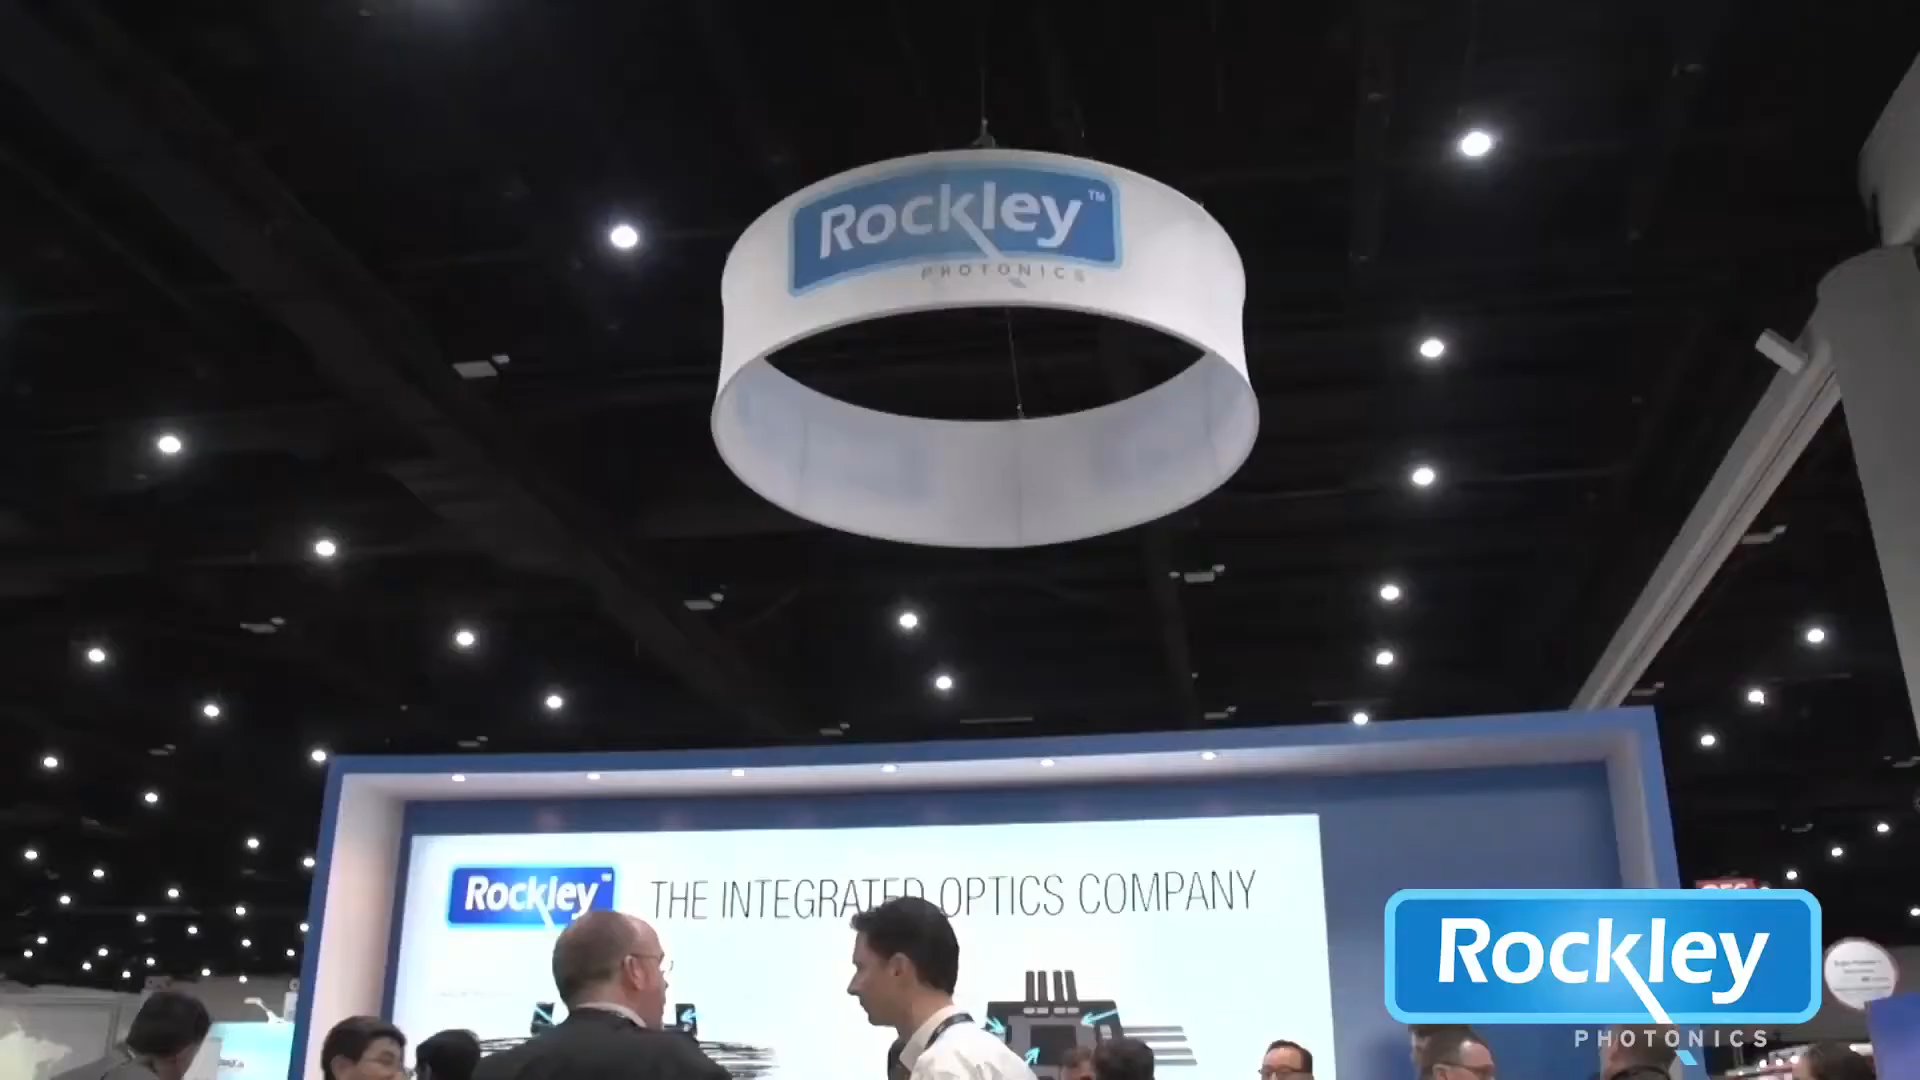 Rockley™
PHOTONICS
Rockley™ THE INTEGRATED OPTICS COMPANY
Rockley
PHOTONICS